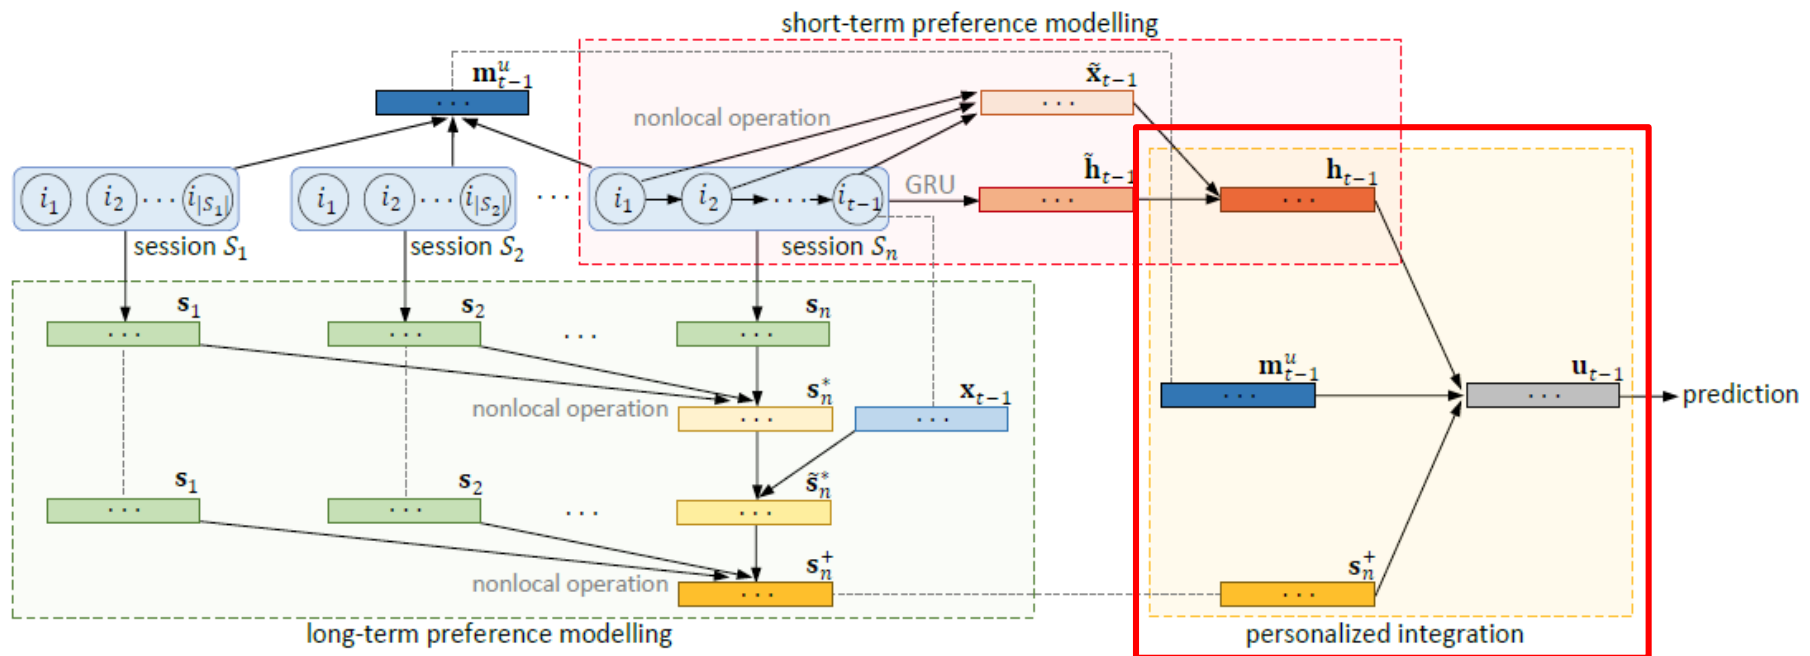 short-term preference modelling
m^u_{t-1}
...
nonlocal operation
x̃_{t-1}
...
i_1 i_2 ... i_{|S_1|}
session S_1
i_1 i_2 ... i_{|S_2|}
session S_2
...
i_1 i_2 ... i_{t-1}
session S_n
GRU
h̃_{t-1}
...
h_{t-1}
...
s_1
...
s_2
...
...
s_n
...
nonlocal operation
s^*_n
...
x_{t-1}
...
s_1
...
s_2
...
...
s̃^*_n
...
nonlocal operation
s^+_n
...
long-term preference modelling
m^u_{t-1}
...
u_{t-1}
...
prediction
s^+_n
...
personalized integration